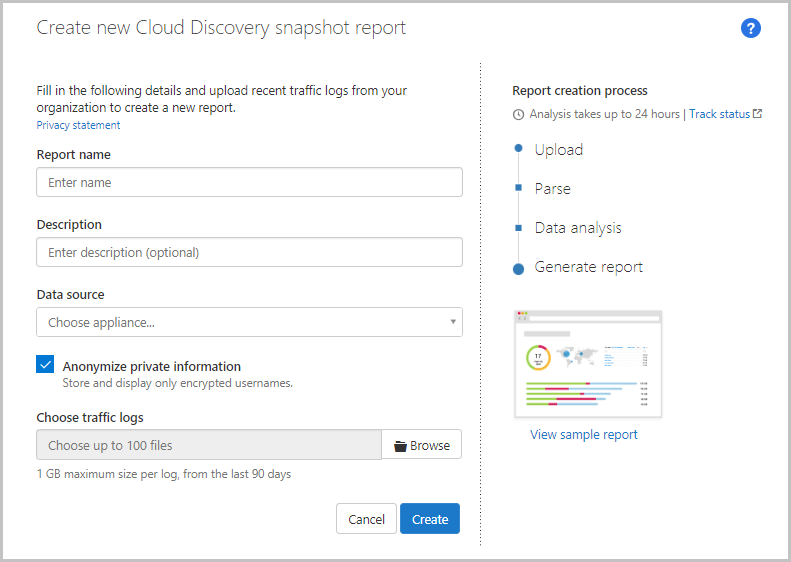 Create new Cloud Discovery snapshot report
?
Fill in the following details and upload recent traffic logs from your
organization to create a new report.
Privacy statement
Report name
Enter name
Description
Enter description (optional)
Data source
Choose appliance...
Anonymize private information
Store and display only encrypted usernames.
Choose traffic logs
Choose up to 100 files
Browse
1 GB maximum size per log, from the last 90 days
Cancel
Create
Report creation process
Analysis takes up to 24 hours | Track status
Upload
Parse
Data analysis
Generate report
17
View sample report